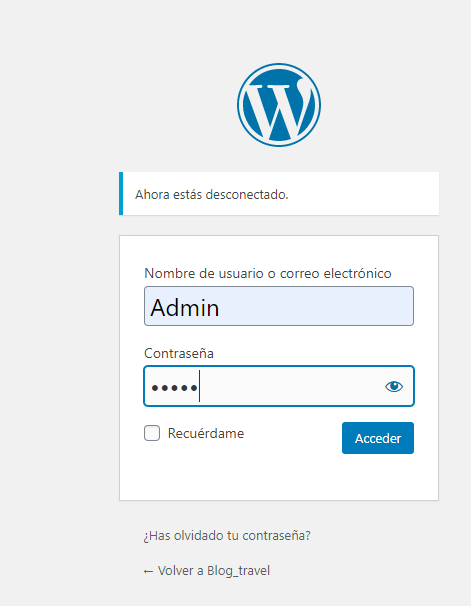 Ahora estás desconectado.
Nombre de usuario o correo electrónico
Admin
Contraseña
•••••
Recuérdame
Acceder
¿Has olvidado tu contraseña?
← Volver a Blog_travel